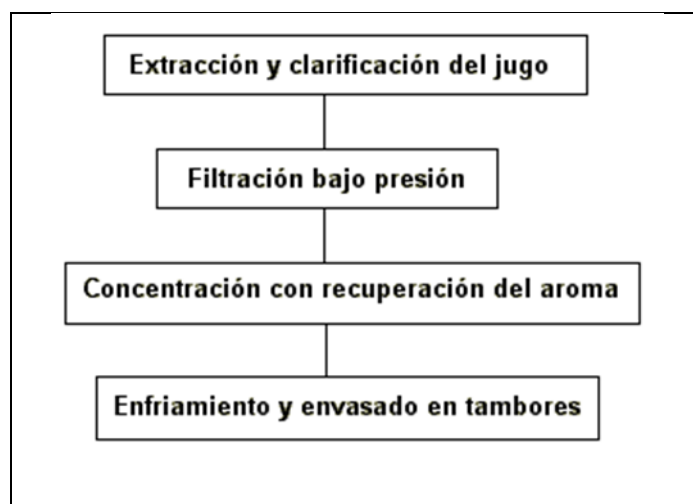 Extracción y clarificación del jugo
Filtración bajo presión
Concentración con recuperación del aroma
Enfriamiento y envasado en tambores